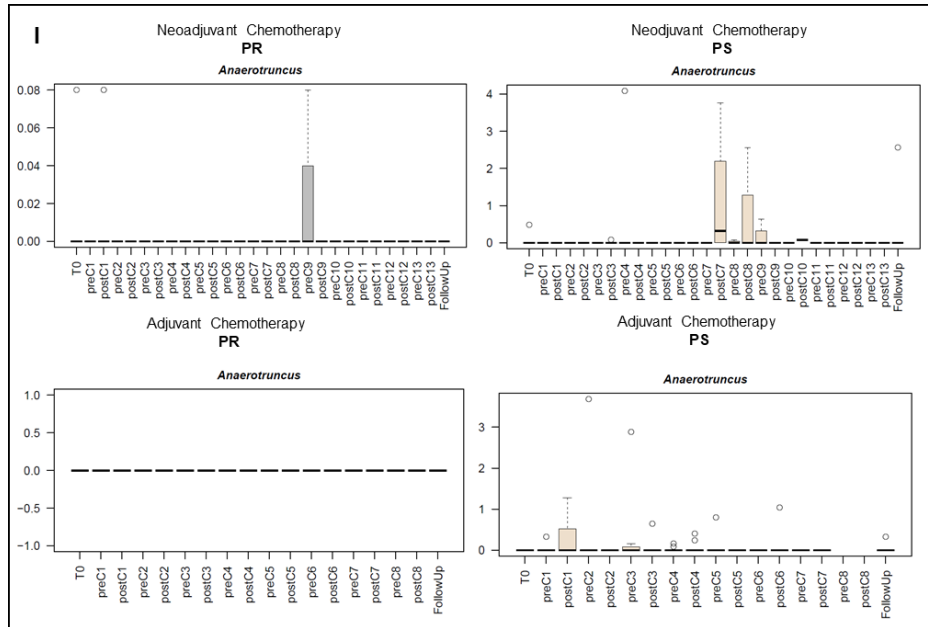 I
Neoadjuvant Chemotherapy
PR
Anaerotruncus
0.08
0.06
0.04
0.02
0.00
T0
preC1
postC1
preC2
postC2
preC3
postC3
preC4
postC4
preC5
postC5
preC6
postC6
preC7
postC7
preC8
postC8
preC9
postC9
preC10
postC10
preC11
postC11
preC12
postC12
preC13
postC13
FollowUp
Neodjuvant Chemotherapy
PS
Anaerotruncus
4
3
2
1
0
T0
preC1
postC1
preC2
postC2
preC3
postC3
preC4
postC4
preC5
postC5
preC6
postC6
preC7
postC7
preC8
postC8
preC9
postC9
preC10
postC10
preC11
postC11
preC12
postC12
preC13
postC13
FollowUp
Adjuvant Chemotherapy
PR
Anaerotruncus
1.0
0.5
0.0
−0.5
−1.0
T0
preC1
postC1
preC2
postC2
preC3
postC3
preC4
postC4
preC5
postC5
preC6
postC6
preC7
postC7
preC8
postC8
FollowUp
Adjuvant Chemotherapy
PS
Anaerotruncus
3
2
1
0
T0
preC1
postC1
preC2
postC2
preC3
postC3
preC4
postC4
preC5
postC5
preC6
postC6
preC7
postC7
preC8
postC8
FollowUp